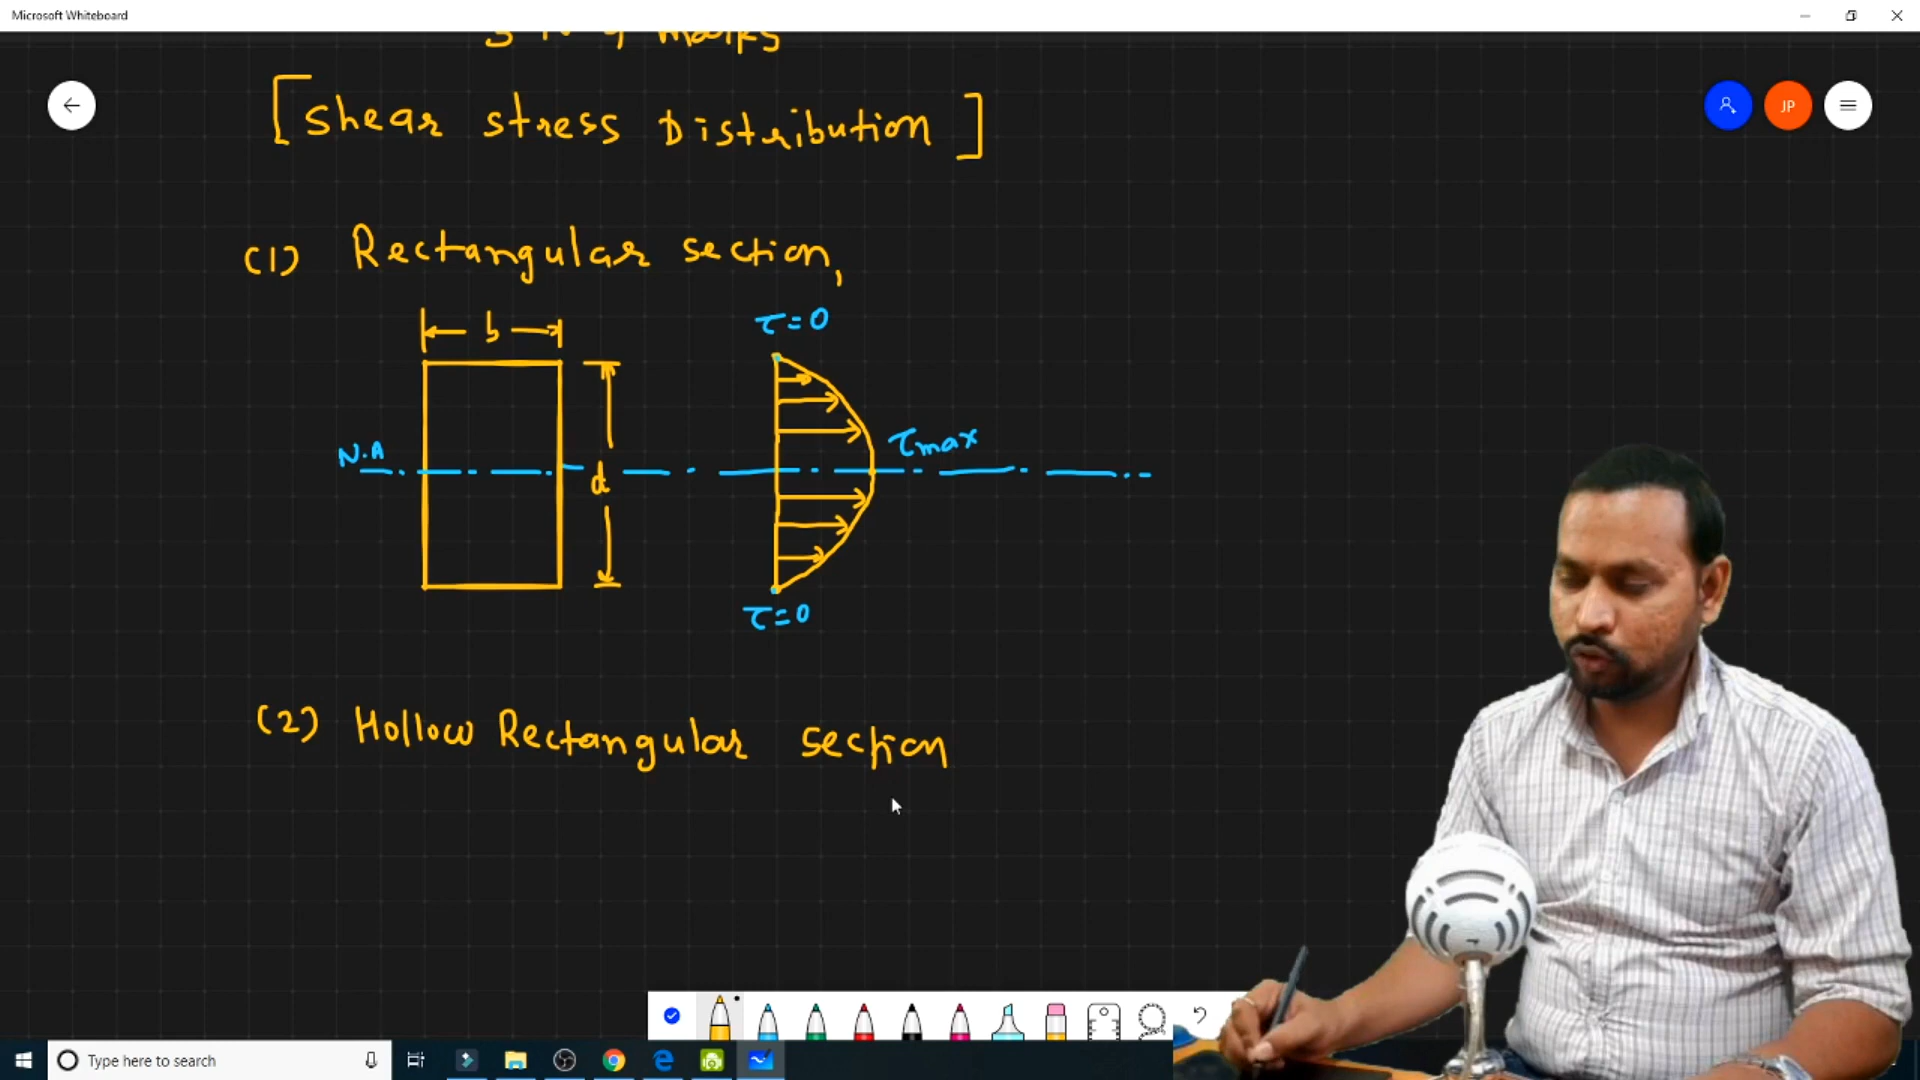 Microsoft Whiteboard
marks
[Shear stress Distribution]
JP
(1) Rectangular section,
b
τ=0
N.A
τmax
d
τ=0
(2) Hollow Rectangular section
Type here to search